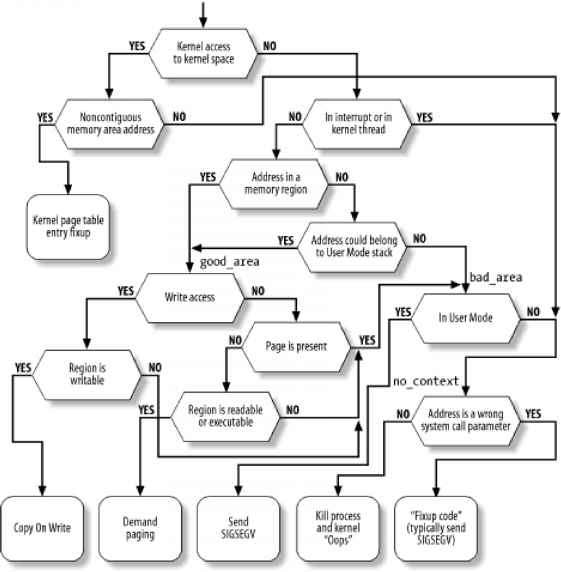 Kernel access
to kernel space
YES
NO
Noncontiguous
memory area address
YES
NO
In interrupt or in
kernel thread
NO
YES
Kernel page table
entry fixup
Address in a
memory region
YES
NO
Address could belong
to User Mode stack
YES
NO
good_area
bad_area
Write access
YES
NO
In User Mode
YES
NO
Page is present
NO
YES
Region is
writable
YES
NO
no_context
Region is readable
or executable
YES
NO
Address is a wrong
system call parameter
NO
YES
Copy On Write
Demand
paging
Send
SIGSEGV
Kill process
and kernel
“Oops”
“Fixup code”
(typically send
SIGSEGV)